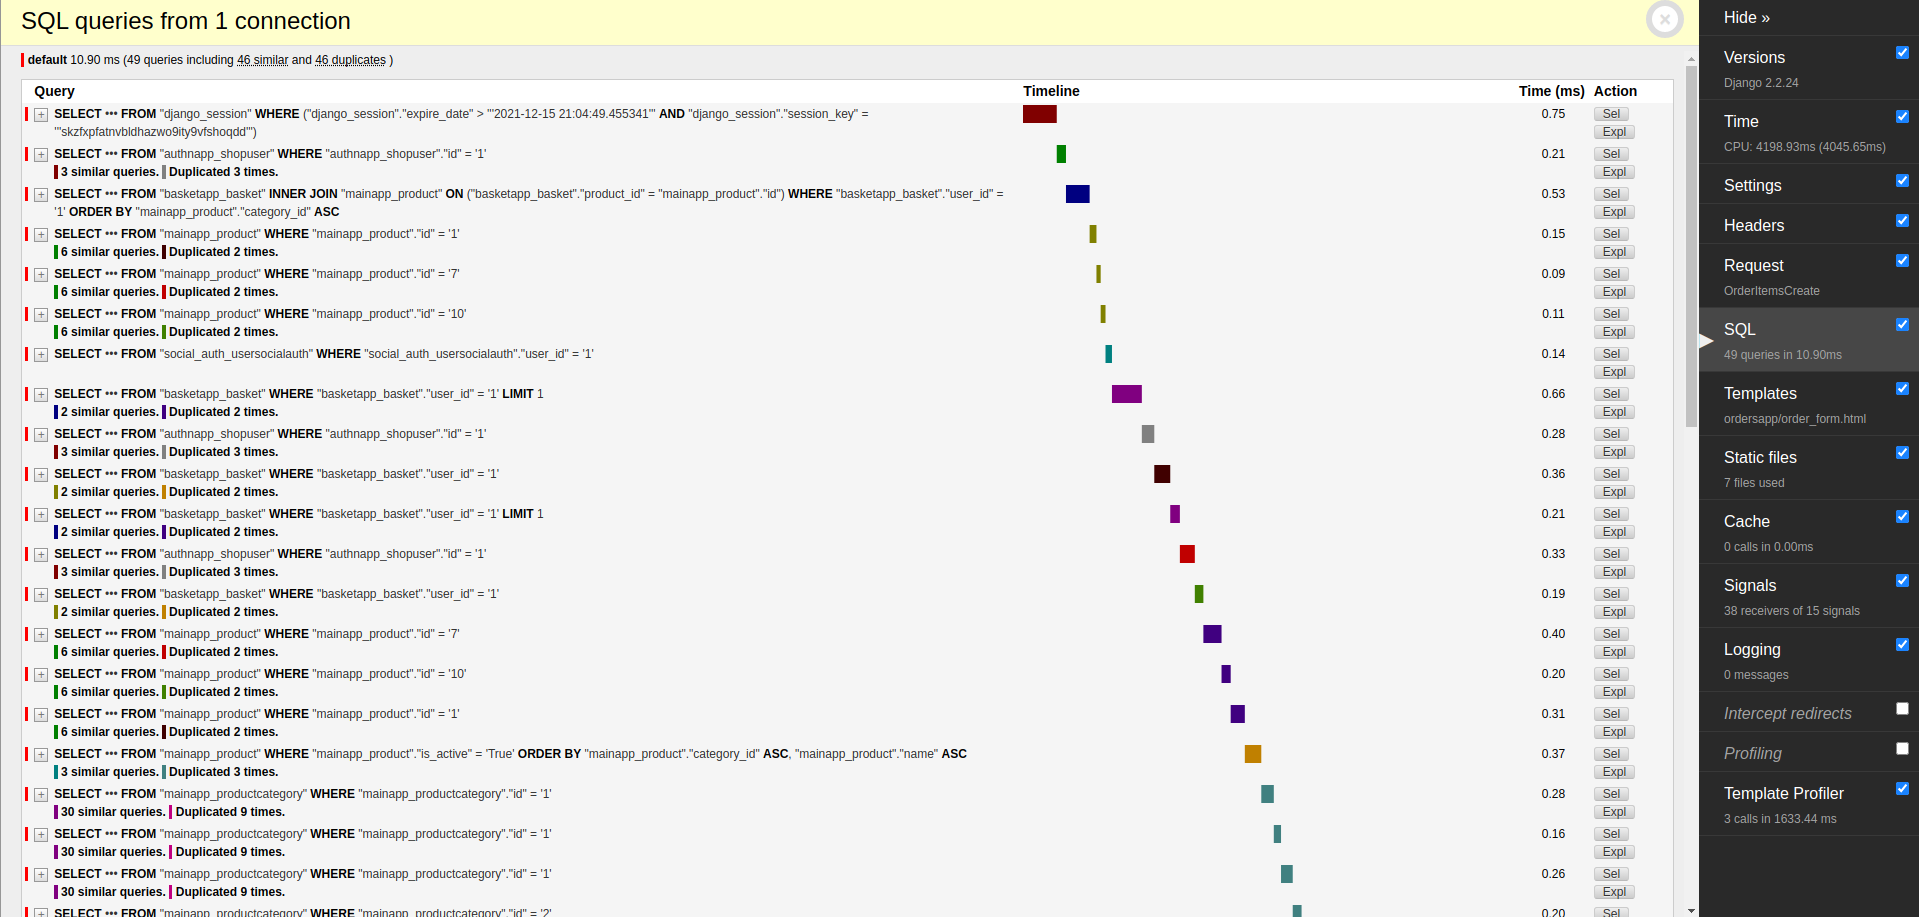 SQL queries from 1 connection
default 10.90 ms (49 queries including 46 similar and 46 duplicates )
Query Timeline Time (ms) Action
SELECT ••• FROM "django_session" WHERE ("django_session"."expire_date" > '''2021-12-15 21:04:49.455341''' AND "django_session"."session_key" = 0.75 Sel
'''skzfxpfatnvbldhazwo9ity9vfshoqdd''') Expl
+ SELECT ••• FROM "authnapp_shopuser" WHERE "authnapp_shopuser"."id" = '1' 0.21 Sel
3 similar queries. Duplicated 3 times. Expl
+ SELECT ••• FROM "basketapp_basket" INNER JOIN "mainapp_product" ON ("basketapp_basket"."product_id" = "mainapp_product"."id") WHERE "basketapp_basket"."user_id" = 0.53 Sel
'1' ORDER BY "mainapp_product"."category_id" ASC Expl
+ SELECT ••• FROM "mainapp_product" WHERE "mainapp_product"."id" = '1' 0.15 Sel
6 similar queries. Duplicated 2 times. Expl
+ SELECT ••• FROM "mainapp_product" WHERE "mainapp_product"."id" = '7' 0.09 Sel
6 similar queries. Duplicated 2 times. Expl
+ SELECT ••• FROM "mainapp_product" WHERE "mainapp_product"."id" = '10' 0.11 Sel
6 similar queries. Duplicated 2 times. Expl
+ SELECT ••• FROM "social_auth_usersocialauth" WHERE "social_auth_usersocialauth"."user_id" = '1' 0.14 Sel
Expl
+ SELECT ••• FROM "basketapp_basket" WHERE "basketapp_basket"."user_id" = '1' LIMIT 1 0.66 Sel
2 similar queries. Duplicated 2 times. Expl
+ SELECT ••• FROM "authnapp_shopuser" WHERE "authnapp_shopuser"."id" = '1' 0.28 Sel
3 similar queries. Duplicated 3 times. Expl
+ SELECT ••• FROM "basketapp_basket" WHERE "basketapp_basket"."user_id" = '1' 0.36 Sel
2 similar queries. Duplicated 2 times. Expl
+ SELECT ••• FROM "basketapp_basket" WHERE "basketapp_basket"."user_id" = '1' LIMIT 1 0.21 Sel
2 similar queries. Duplicated 2 times. Expl
+ SELECT ••• FROM "authnapp_shopuser" WHERE "authnapp_shopuser"."id" = '1' 0.33 Sel
3 similar queries. Duplicated 3 times. Expl
+ SELECT ••• FROM "basketapp_basket" WHERE "basketapp_basket"."user_id" = '1' 0.19 Sel
2 similar queries. Duplicated 2 times. Expl
+ SELECT ••• FROM "mainapp_product" WHERE "mainapp_product"."id" = '7' 0.40 Sel
6 similar queries. Duplicated 2 times. Expl
+ SELECT ••• FROM "mainapp_product" WHERE "mainapp_product"."id" = '10' 0.20 Sel
6 similar queries. Duplicated 2 times. Expl
+ SELECT ••• FROM "mainapp_product" WHERE "mainapp_product"."id" = '1' 0.31 Sel
6 similar queries. Duplicated 2 times. Expl
+ SELECT ••• FROM "mainapp_product" WHERE "mainapp_product"."is_active" = 'True' ORDER BY "mainapp_product"."category_id" ASC, "mainapp_product"."name" ASC 0.37 Sel
3 similar queries. Duplicated 3 times. Expl
+ SELECT ••• FROM "mainapp_productcategory" WHERE "mainapp_productcategory"."id" = '1' 0.28 Sel
30 similar queries. Duplicated 9 times. Expl
+ SELECT ••• FROM "mainapp_productcategory" WHERE "mainapp_productcategory"."id" = '1' 0.16 Sel
30 similar queries. Duplicated 9 times. Expl
+ SELECT ••• FROM "mainapp_productcategory" WHERE "mainapp_productcategory"."id" = '1' 0.26 Sel
30 similar queries. Duplicated 9 times. Expl
+ SELECT ••• FROM "mainapp_productcategory" WHERE "mainapp_productcategory"."id" = '2' 0.20 Sel
Hide »
Versions
Django 2.2.24
Time
CPU: 4198.93ms (4045.65ms)
Settings
Headers
Request
OrderItemsCreate
SQL
49 queries in 10.90ms
Templates
ordersapp/order_form.html
Static files
7 files used
Cache
0 calls in 0.00ms
Signals
38 receivers of 15 signals
Logging
0 messages
Intercept redirects
Profiling
Template Profiler
3 calls in 1633.44 ms